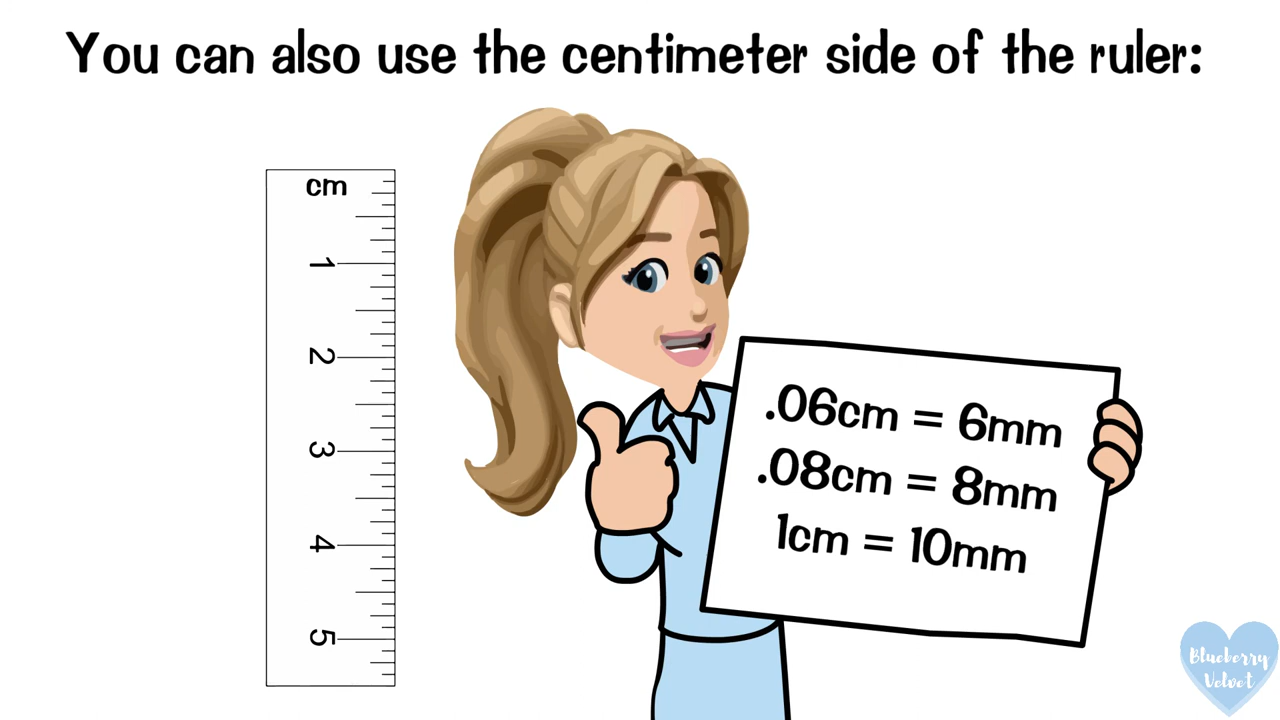 You can also use the centimeter side of the ruler:
cm
1
2
3
4
5
.06cm = 6mm
.08cm = 8mm
1cm = 10mm
Blueberry
Velvet